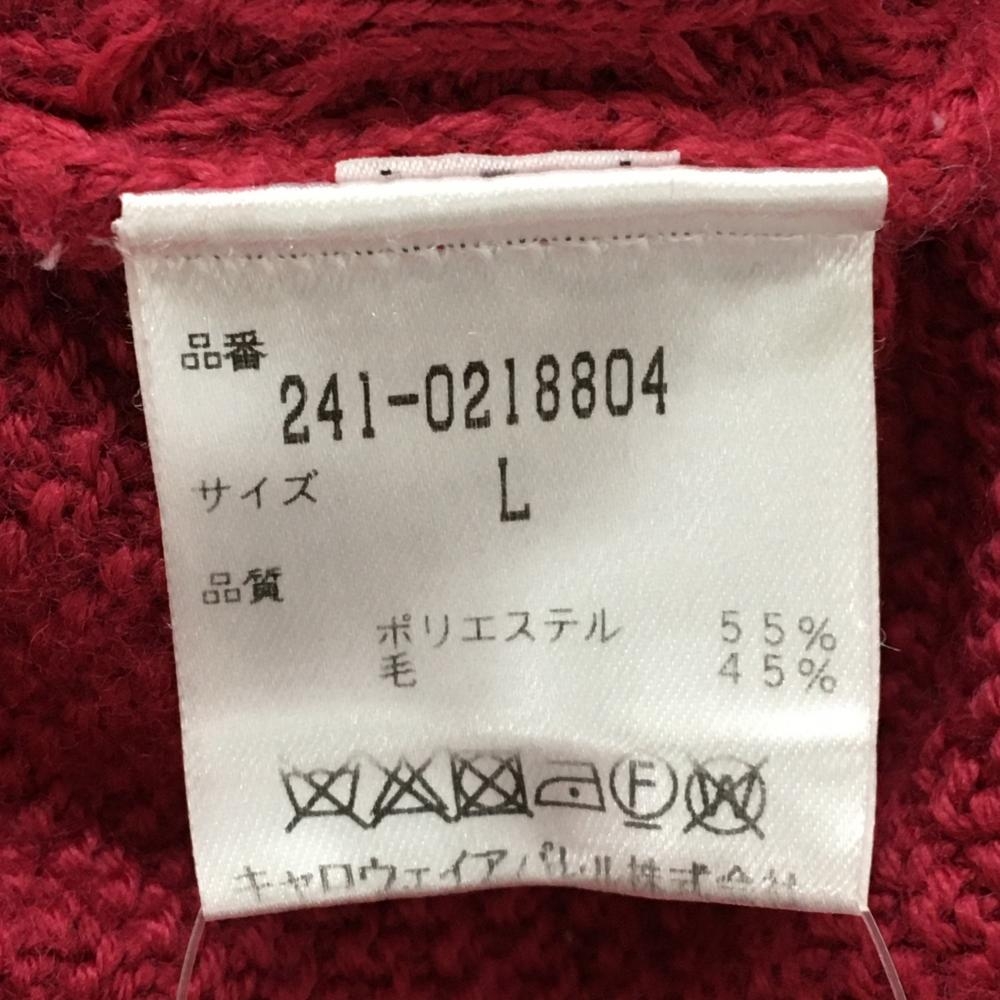 品番
241-0218804
サイズ L
品質
ポリエステル 55%
毛 45%
F W
キャロウェイアパレル株式会社